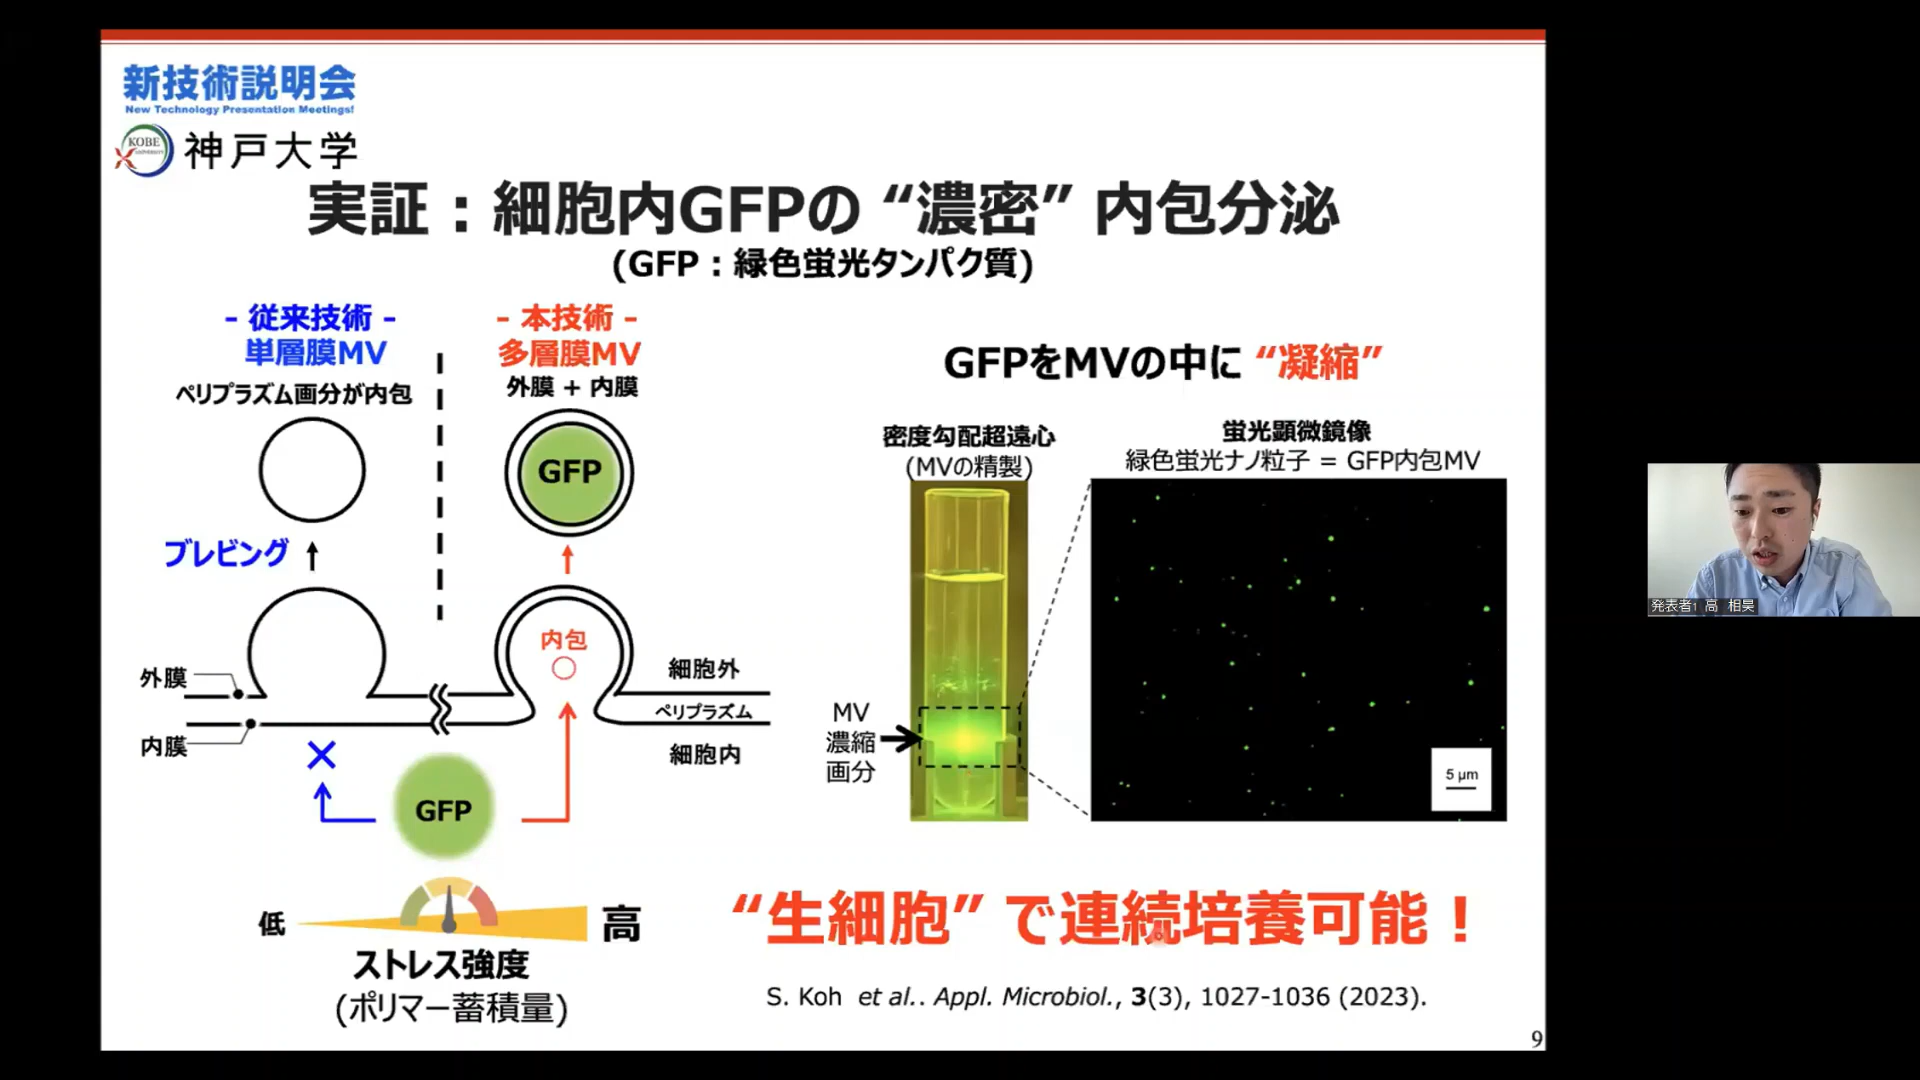 新技術説明会
New Technology Presentation Meetings!
KOBE
神戸大学
実証：細胞内GFPの “濃密” 内包分泌
(GFP：緑色蛍光タンパク質)
- 従来技術 -
単層膜MV
ペリプラズム画分が内包
- 本技術 -
多層膜MV
外膜 + 内膜
GFP
ブレビング
内包
外膜
内膜
細胞外
ペリプラズム
細胞内
GFP
低
高
ストレス強度
(ポリマー蓄積量)
GFPをMVの中に “凝縮”
密度勾配超遠心
(MVの精製)
蛍光顕微鏡像
緑色蛍光ナノ粒子 = GFP内包MV
MV
濃縮
画分
5 μm
“生細胞” で連続培養可能！
S. Koh et al.. Appl. Microbiol., 3(3), 1027-1036 (2023).
9
発表者1 高 相昊